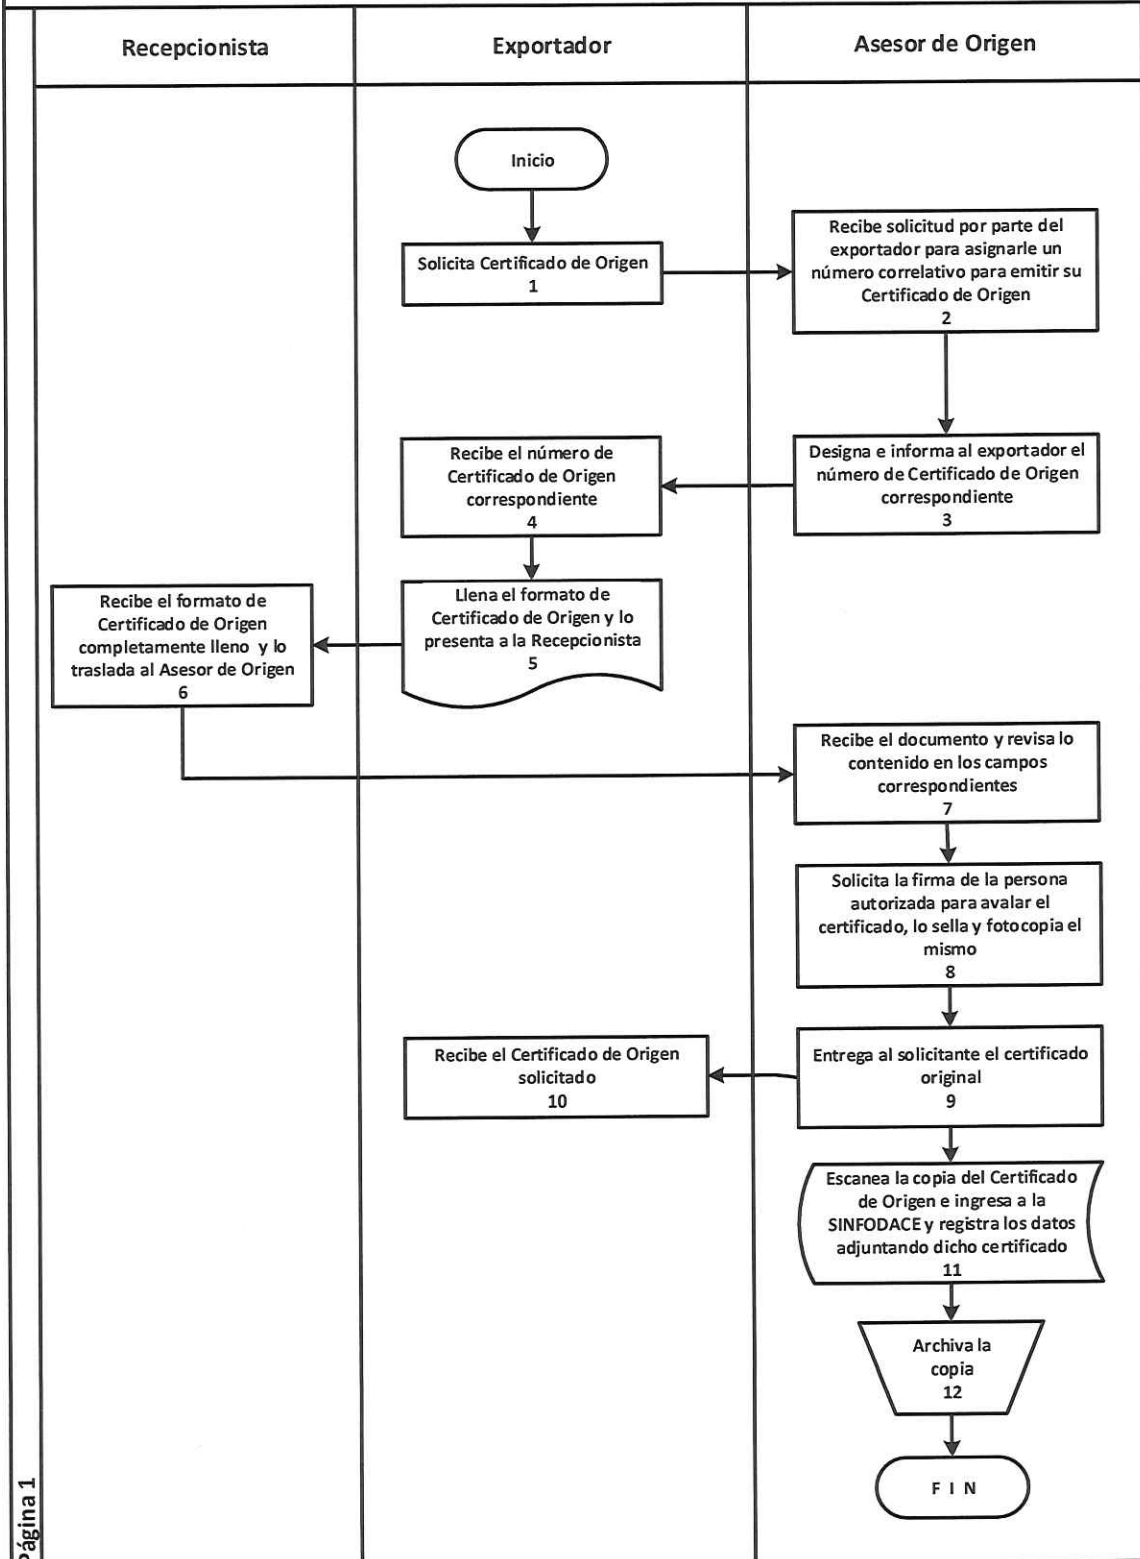 Recepcionista
Exportador
Asesor de Origen
Inicio
Solicita Certificado de Origen
1
Recibe solicitud por parte del
exportador para asignarle un
número correlativo para emitir su
Certificado de Origen
2
Designa e informa al exportador el
número de Certificado de Origen
correspondiente
3
Recibe el número de
Certificado de Origen
correspondiente
4
Llena el formato de
Certificado de Origen y lo
presenta a la Recepcionista
5
Recibe el formato de
Certificado de Origen
completamente lleno y lo
traslada al Asesor de Origen
6
Recibe el documento y revisa lo
contenido en los campos
correspondientes
7
Solicita la firma de la persona
autorizada para avalar el
certificado, lo sella y fotocopia el
mismo
8
Entrega al solicitante el certificado
original
9
Recibe el Certificado de Origen
solicitado
10
Escanea la copia del Certificado
de Origen e ingresa a la
SINFODACE y registra los datos
adjuntando dicho certificado
11
Archiva la
copia
12
F I N
Página 1